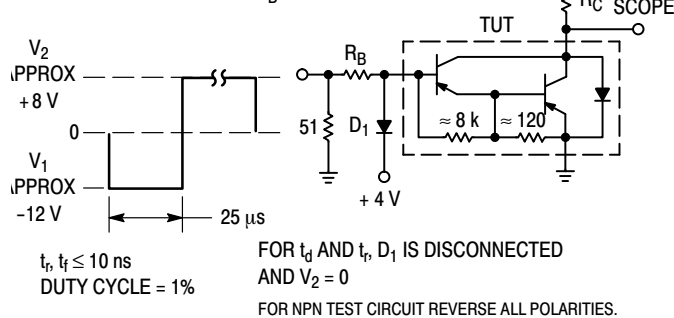 B
R_C SCOPE
TUT
V_2
APPROX
+8 V
0
V_1
APPROX
−12 V
25 μs
R_B
51
D_1
+ 4 V
≈ 8 k
≈ 120
t_r, t_f ≤ 10 ns
DUTY CYCLE = 1%
FOR t_d AND t_r, D_1 IS DISCONNECTED
AND V_2 = 0
FOR NPN TEST CIRCUIT REVERSE ALL POLARITIES.